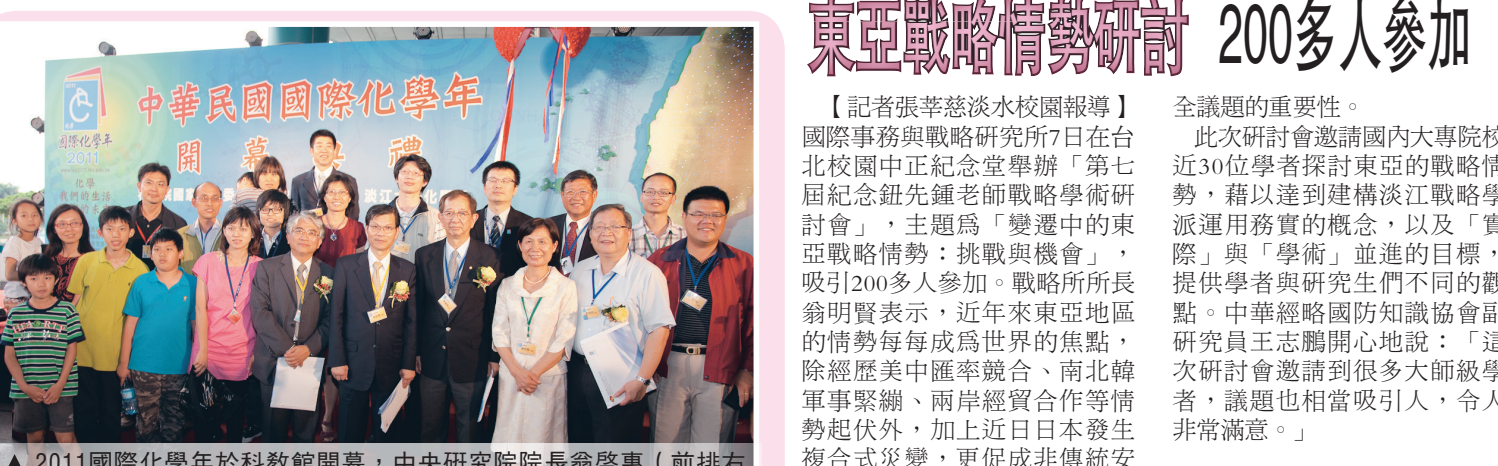 2011
國際化學年
2011
化學
我們的生活
中華民國國際化學年
開幕典禮
▲ 2011國際化學年於科教館開幕,中央研究院院長翁啓惠(前排右
東亞戰略情勢研討 200多人參加
【記者張莘慈淡水校園報導】
國際事務與戰略研究所7日在台
北校園中正紀念堂舉辦「第七
屆紀念鈕先鍾老師戰略學術研
討會」,主題爲「變遷中的東
亞戰略情勢:挑戰與機會」,
吸引200多人參加。戰略所所長
翁明賢表示,近年來東亞地區
的情勢每每成爲世界的焦點,
除經歷美中匯率競合、南北韓
軍事緊繃、兩岸經貿合作等情
勢起伏外,加上近日日本發生
複合式災變,更促成非傳統安
全議題的重要性。
此次研討會邀請國內大專院校
近30位學者探討東亞的戰略情
勢,藉以達到建構淡江戰略學
派運用務實的概念,以及「實
際」與「學術」並進的目標,
提供學者與研究生們不同的觀
點。中華經略國防知識協會副
研究員王志鵬開心地說:「這
次研討會邀請到很多大師級學
者,議題也相當吸引人,令人
非常滿意。」